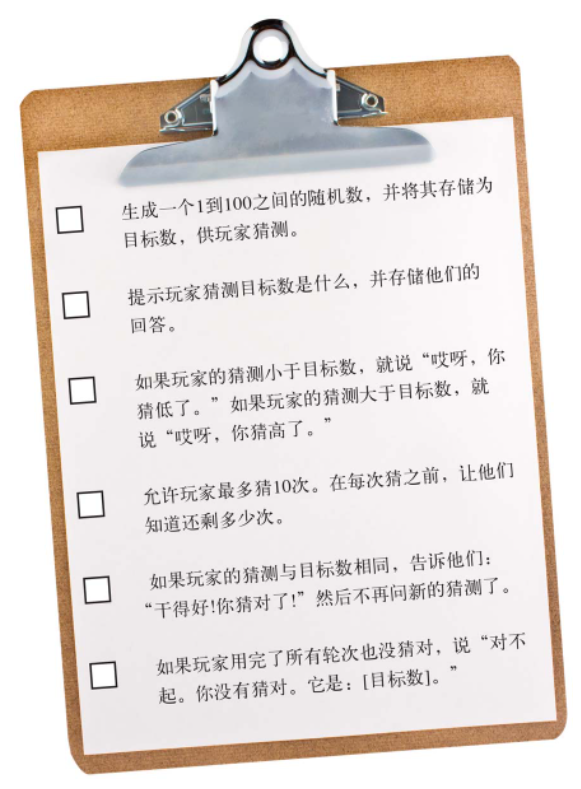 生成一个1到100之间的随机数，并将其存储为
目标数，供玩家猜测。
提示玩家猜测目标数是什么，并存储他们的
回答。
如果玩家的猜测小于目标数，就说“哎呀，你
猜低了。”如果玩家的猜测大于目标数，就
说“哎呀，你猜高了。”
允许玩家最多猜10次。在每次猜之前，让他们
知道还剩多少次。
如果玩家的猜测与目标数相同，告诉他们：
“干得好!你猜对了!”然后不再问新的猜测了。
如果玩家用完了所有轮次也没猜对，说“对不
起。你没有猜对。它是：[目标数]。”